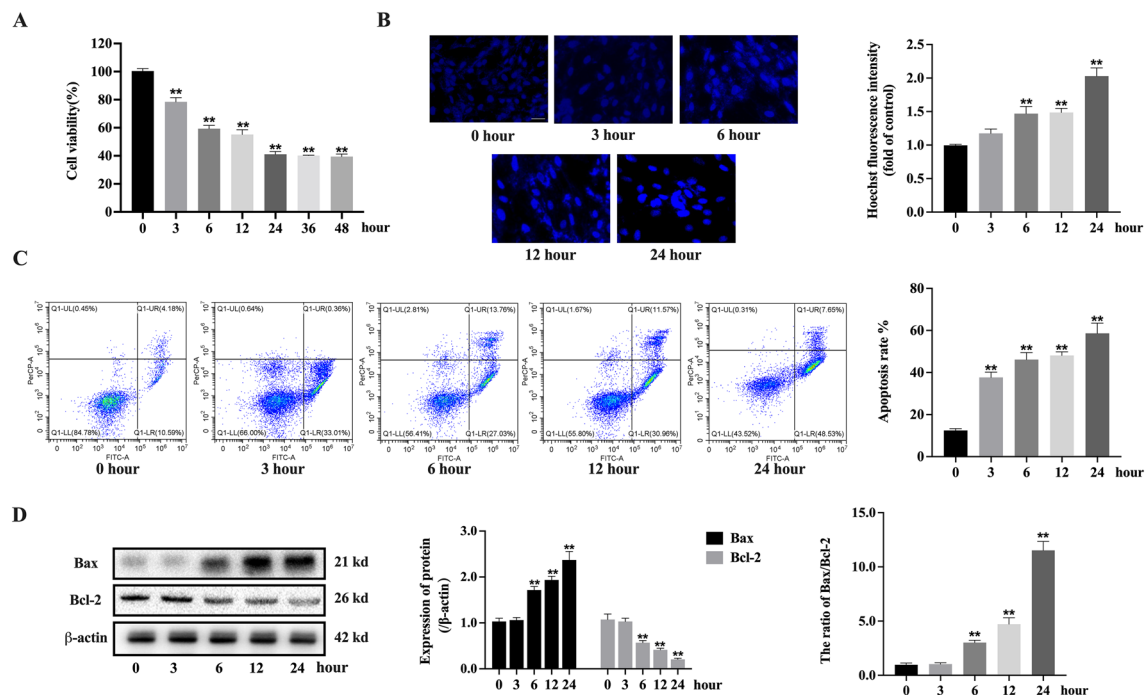 A
Cell viability(%)
120
100
80
60
40
20
0
** ** ** ** ** **
0 3 6 12 24 36 48 hour
B
0 hour 3 hour 6 hour
12 hour 24 hour
Hoechst fluorescence intensity
(fold of control)
2.5
2.0
1.5
1.0
0.5
0.0
** ** **
0 3 6 12 24 hour
C
Q1-UL(0.45%) Q1-UR(4.18%)
Q1-LL(84.78%) Q1-LR(10.59%)
PerCP-A
FITC-A
0 hour
Q1-UL(0.64%) Q1-UR(0.36%)
Q1-LL(66.00%) Q1-LR(33.01%)
PerCP-A
FITC-A
3 hour
Q1-UL(2.81%) Q1-UR(13.76%)
Q1-LL(56.41%) Q1-LR(27.03%)
PerCP-A
FITC-A
6 hour
Q1-UL(1.67%) Q1-UR(11.57%)
Q1-LL(55.80%) Q1-LR(30.96%)
PerCP-A
FITC-A
12 hour
Q1-UL(0.31%) Q1-UR(7.65%)
Q1-LL(43.52%) Q1-LR(48.53%)
PerCP-A
FITC-A
24 hour
Apoptosis rate %
80
60
40
20
0
** ** ** **
0 3 6 12 24 hour
D
Bax 21 kd
Bcl-2 26 kd
β-actin 42 kd
0 3 6 12 24 hour
Expression of protein
(/β-actin)
3.0
2.0
1.0
.0
** ** ** ** ** **
0 3 6 12 24 0 3 6 12 24 hour
Bax
Bcl-2
The ratio of Bax/Bcl-2
15.0
10.0
5.0
.0
** ** **
0 3 6 12 24 hour